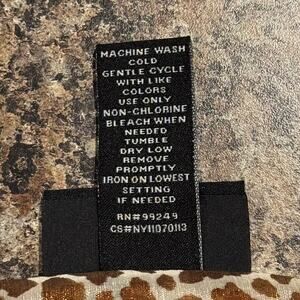 MACHINE WASH
COLD
GENTLE CYCLE
WITH LIKE
COLORS
USE ONLY
NON-CHLORINE
BLEACH WHEN
NEEDED
TUMBLE
DRY LOW
REMOVE
PROMPTLY
IRON ON LOWEST
SETTING
IF NEEDED
RN#99249
CS#NY11070113